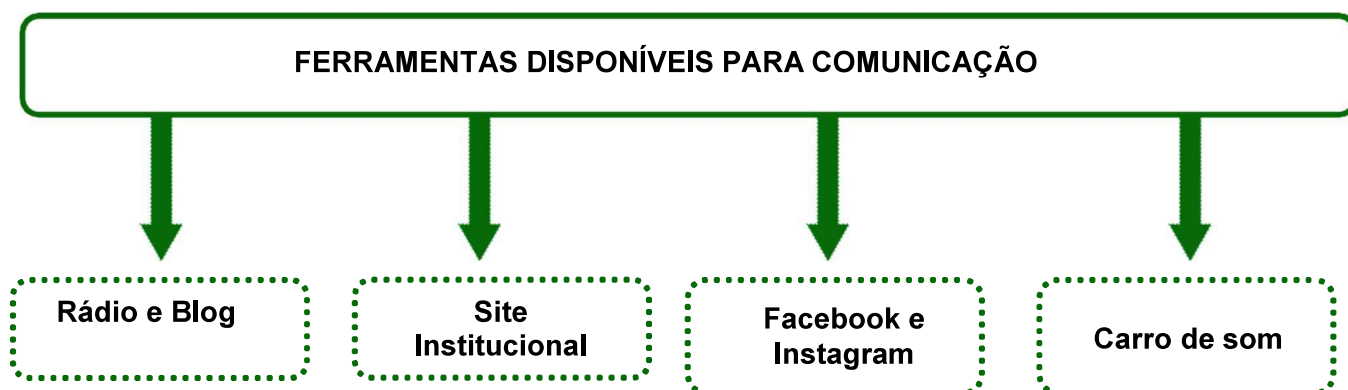 FERRAMENTAS DISPONÍVEIS PARA COMUNICAÇÃO
Rádio e Blog
Site
Institucional
Facebook e
Instagram
Carro de som